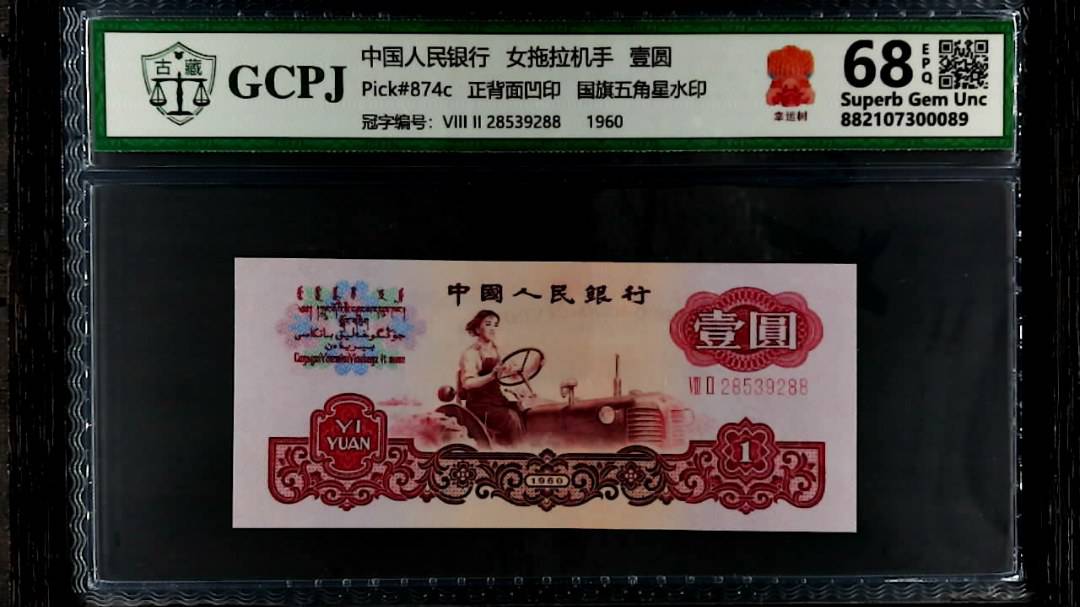 古藏
GCPJ
中国人民银行 女拖拉机手 壹圆
Pick#874c 正背面凹印 国旗五角星水印
冠字编号：VIII II 28539288 1960
幸运树
68 EPQ
Superb Gem Unc
882107300089
中國人民銀行
壹圓
VIII II 28539288
YI
YUAN
1
1960